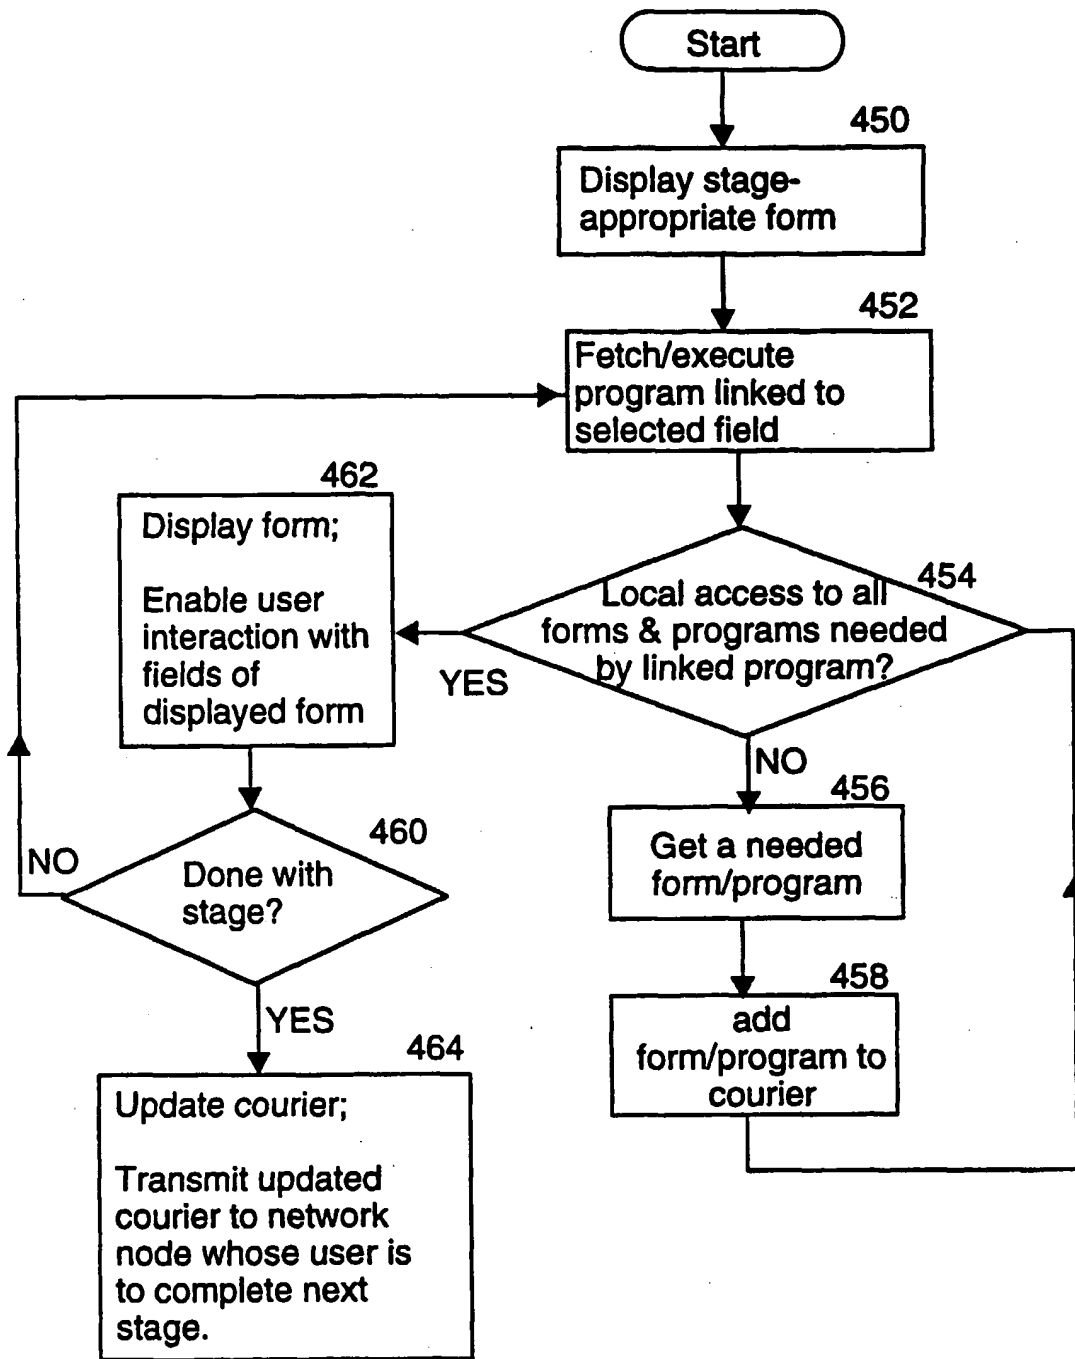 Start
450
Display stage-
appropriate form
452
Fetch/execute
program linked to
selected field
462
Display form;
Enable user
interaction with
fields of
displayed form
454
Local access to all
forms & programs needed
by linked program?
YES
NO
456
Get a needed
form/program
458
add
form/program to
courier
460
Done with
stage?
NO
YES
464
Update courier;
Transmit updated
courier to network
node whose user is
to complete next
stage.